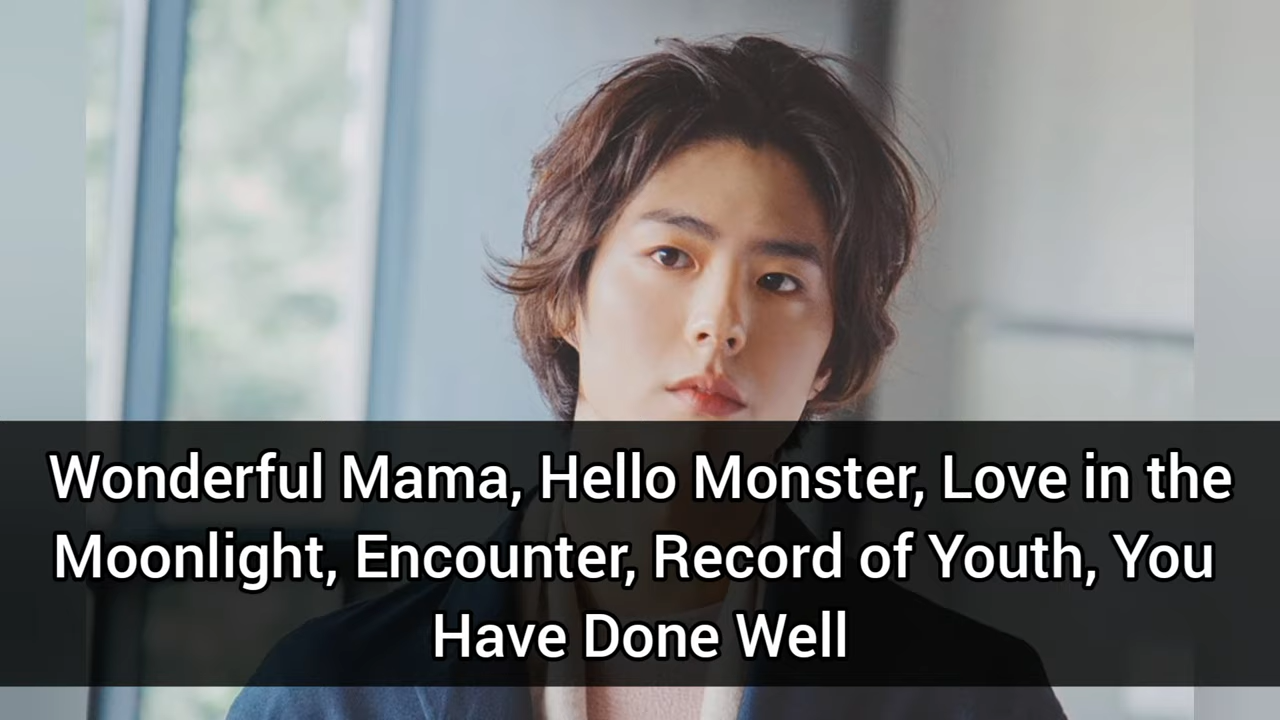 Wonderful Mama, Hello Monster, Love in the
Moonlight, Encounter, Record of Youth, You
Have Done Well